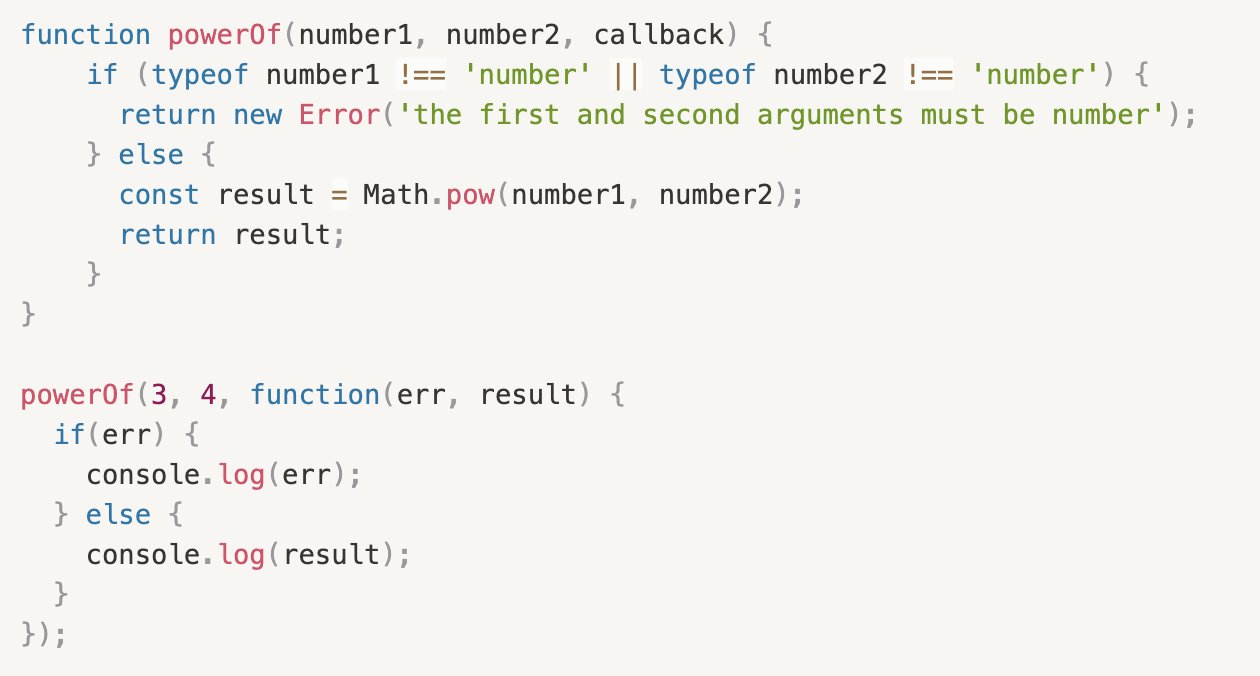 function powerOf(number1, number2, callback) {
    if (typeof number1 !== 'number' || typeof number2 !== 'number') {
      return new Error('the first and second arguments must be number');
    } else {
      const result = Math.pow(number1, number2);
      return result;
    }
}

powerOf(3, 4, function(err, result) {
  if(err) {
    console.log(err);
  } else {
    console.log(result);
  }
});